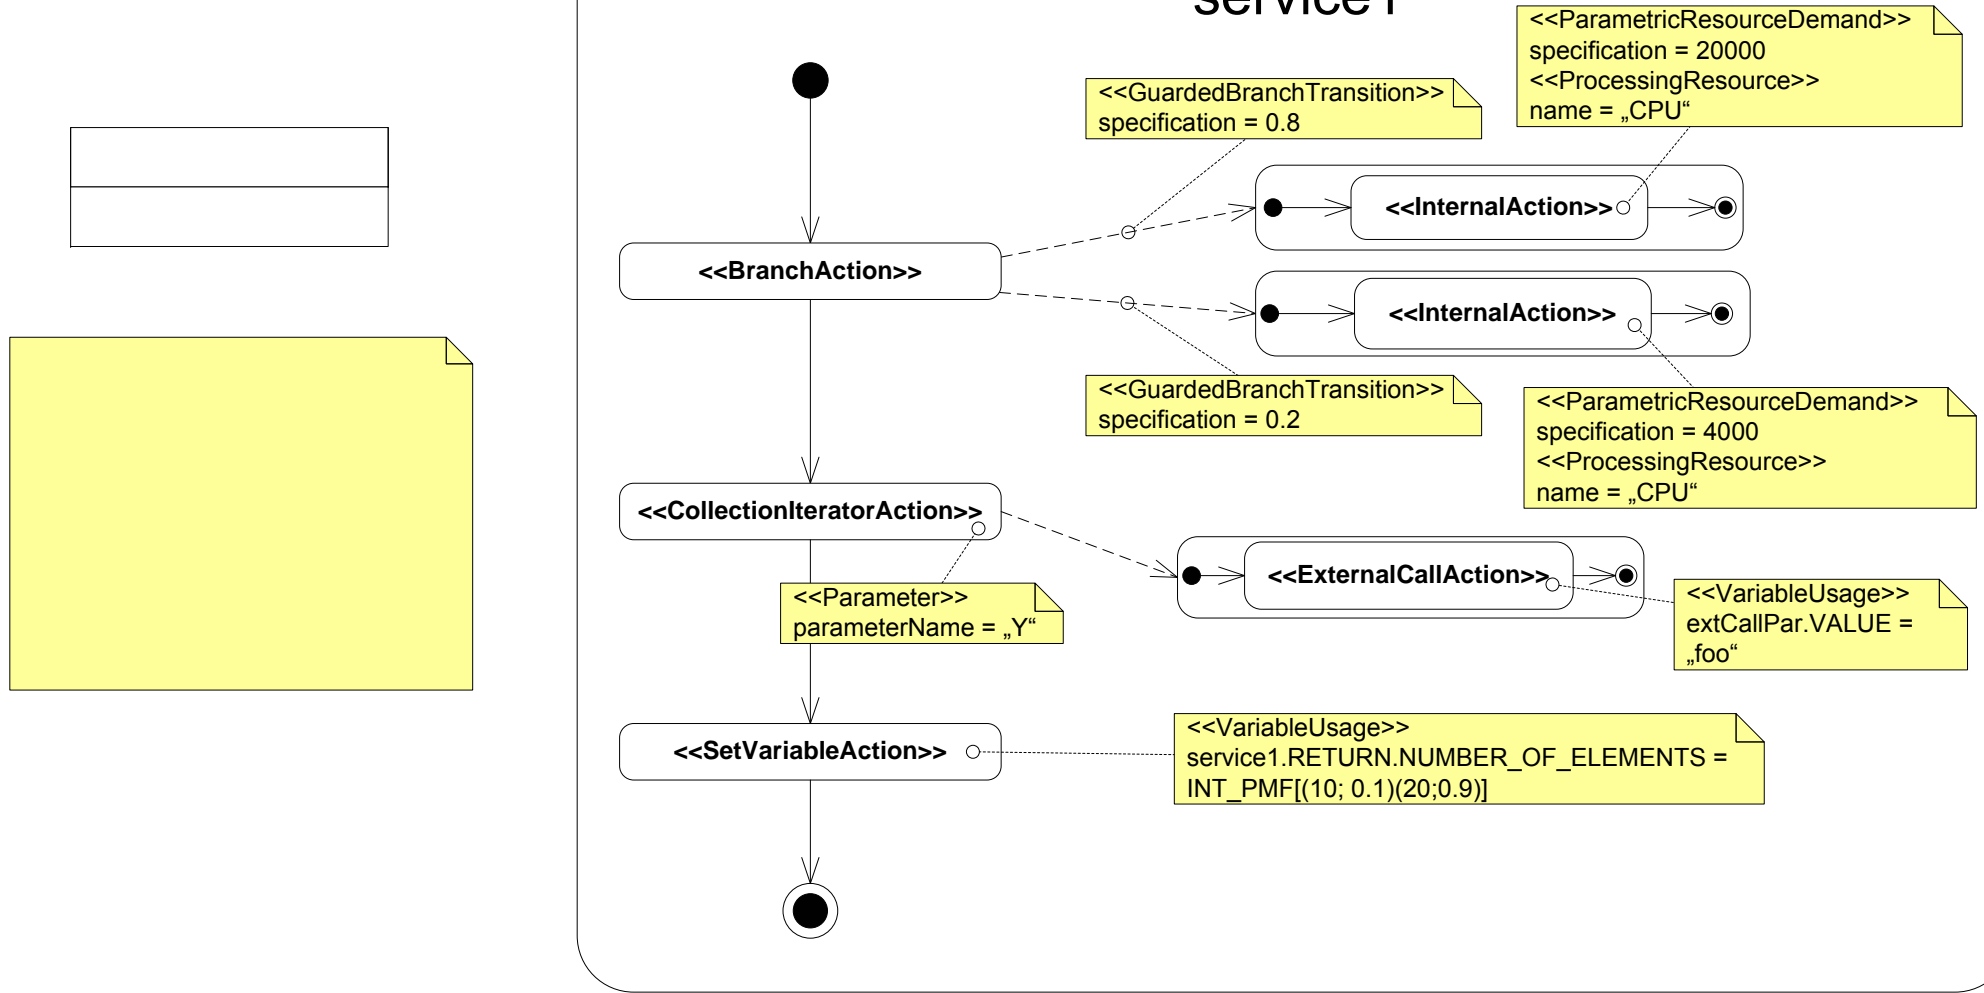 service1
<<ParametricResourceDemand>>
specification = 20000
<<ProcessingResource>>
name = „CPU“
<<GuardedBranchTransition>>
specification = 0.8
<<InternalAction>>
<<BranchAction>>
<<InternalAction>>
<<GuardedBranchTransition>>
specification = 0.2
<<ParametricResourceDemand>>
specification = 4000
<<ProcessingResource>>
name = „CPU“
<<CollectionIteratorAction>>
<<ExternalCallAction>>
<<Parameter>>
parameterName = „Y“
<<VariableUsage>>
extCallPar.VALUE =
„foo“
<<SetVariableAction>>
<<VariableUsage>>
service1.RETURN.NUMBER_OF_ELEMENTS =
INT_PMF[(10; 0.1)(20;0.9)]